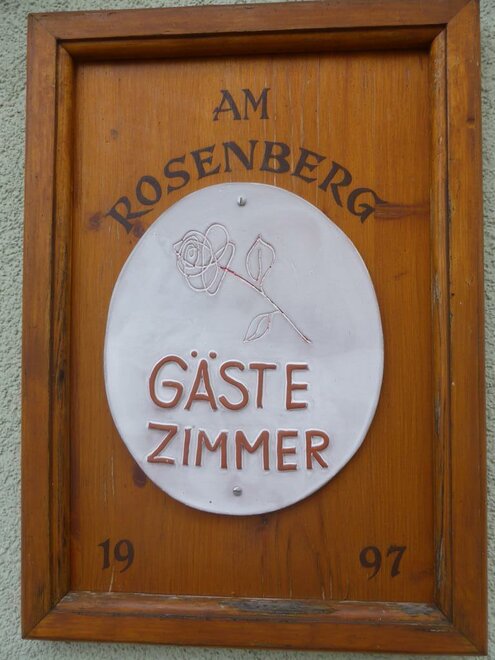 AM
ROSENBERG
GÄSTE
ZIMMER
19 97